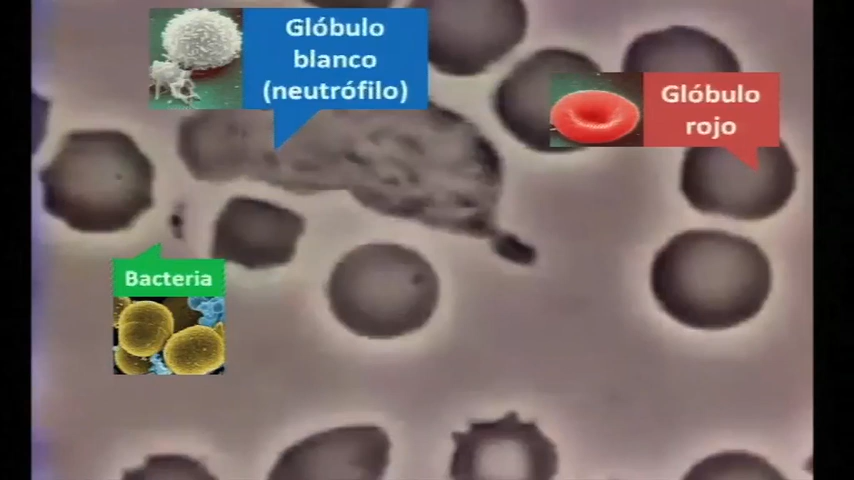 Glóbulo
blanco
(neutrófilo)
Glóbulo
rojo
Bacteria